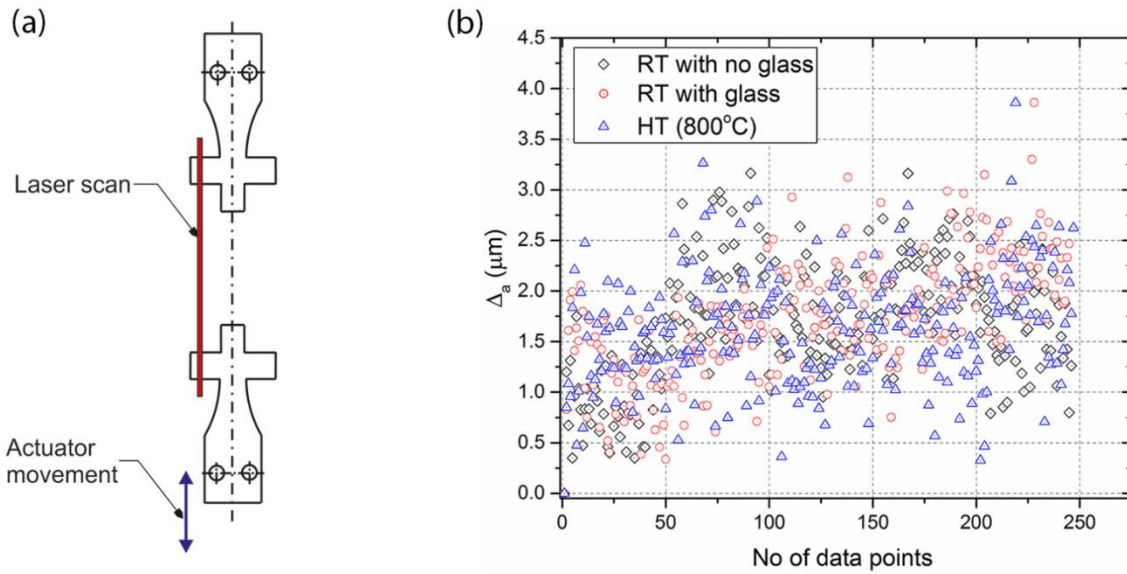 (a)
Laser scan
Actuator
movement
(b)
RT with no glass
RT with glass
HT (800°C)
Δa (μm)
4.5
4.0
3.5
3.0
2.5
2.0
1.5
1.0
0.5
0.0
0 50 100 150 200 250
No of data points